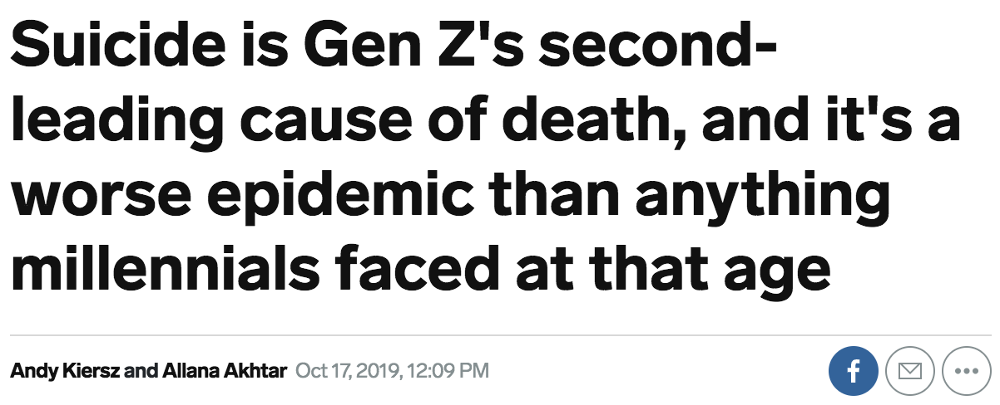 Suicide is Gen Z's second-
leading cause of death, and it's a
worse epidemic than anything
millennials faced at that age
Andy Kiersz and Allana Akhtar Oct 17, 2019, 12:09 PM
f